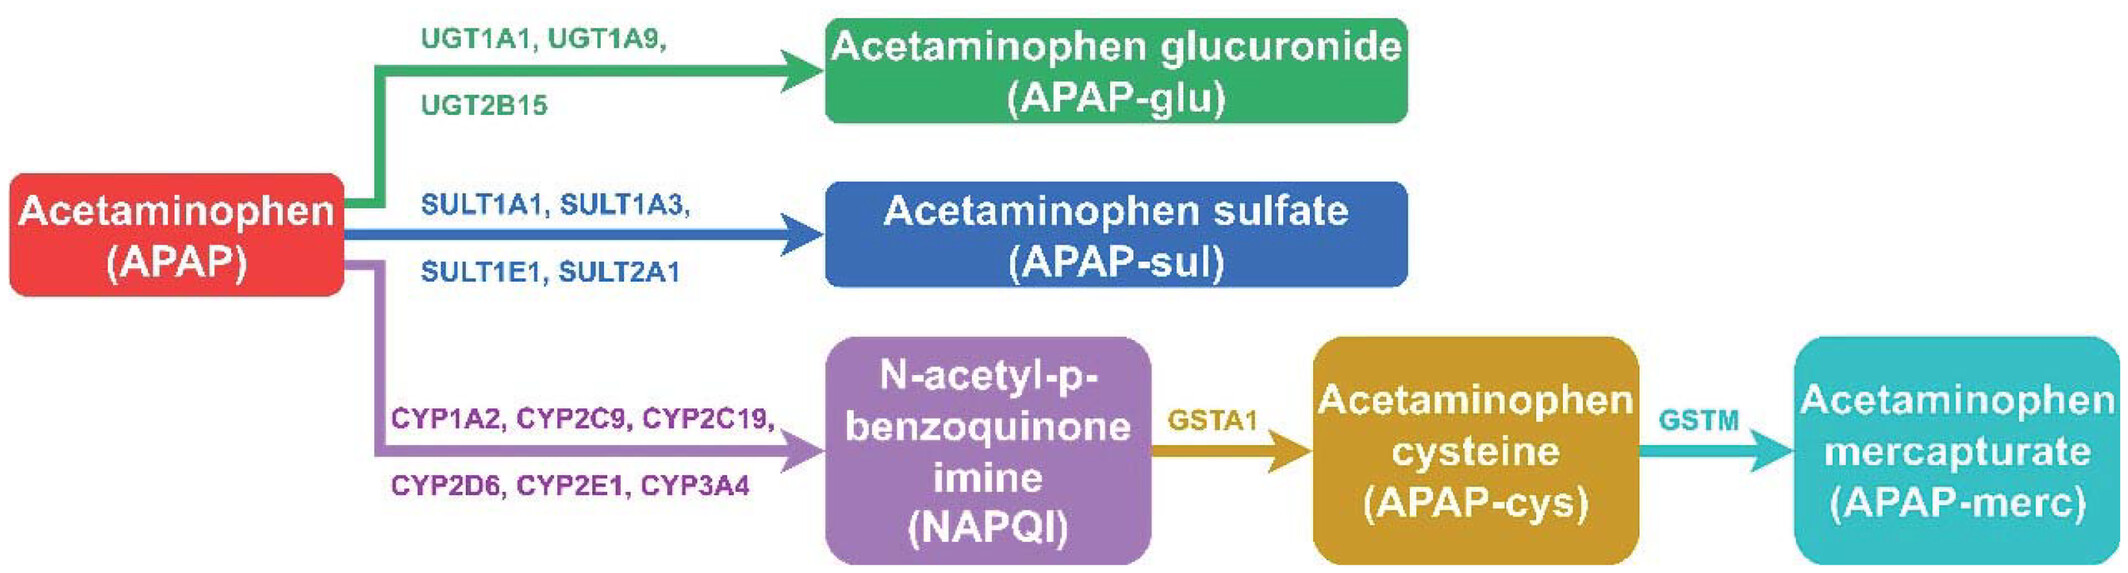 UGT1A1, UGT1A9,
UGT2B15
Acetaminophen glucuronide
(APAP-glu)
Acetaminophen
(APAP)
SULT1A1, SULT1A3,
SULT1E1, SULT2A1
Acetaminophen sulfate
(APAP-sul)
CYP1A2, CYP2C9, CYP2C19,
CYP2D6, CYP2E1, CYP3A4
N-acetyl-p-
benzoquinone
imine
(NAPQI)
GSTA1
Acetaminophen
cysteine
(APAP-cys)
GSTM
Acetaminophen
mercapturate
(APAP-merc)